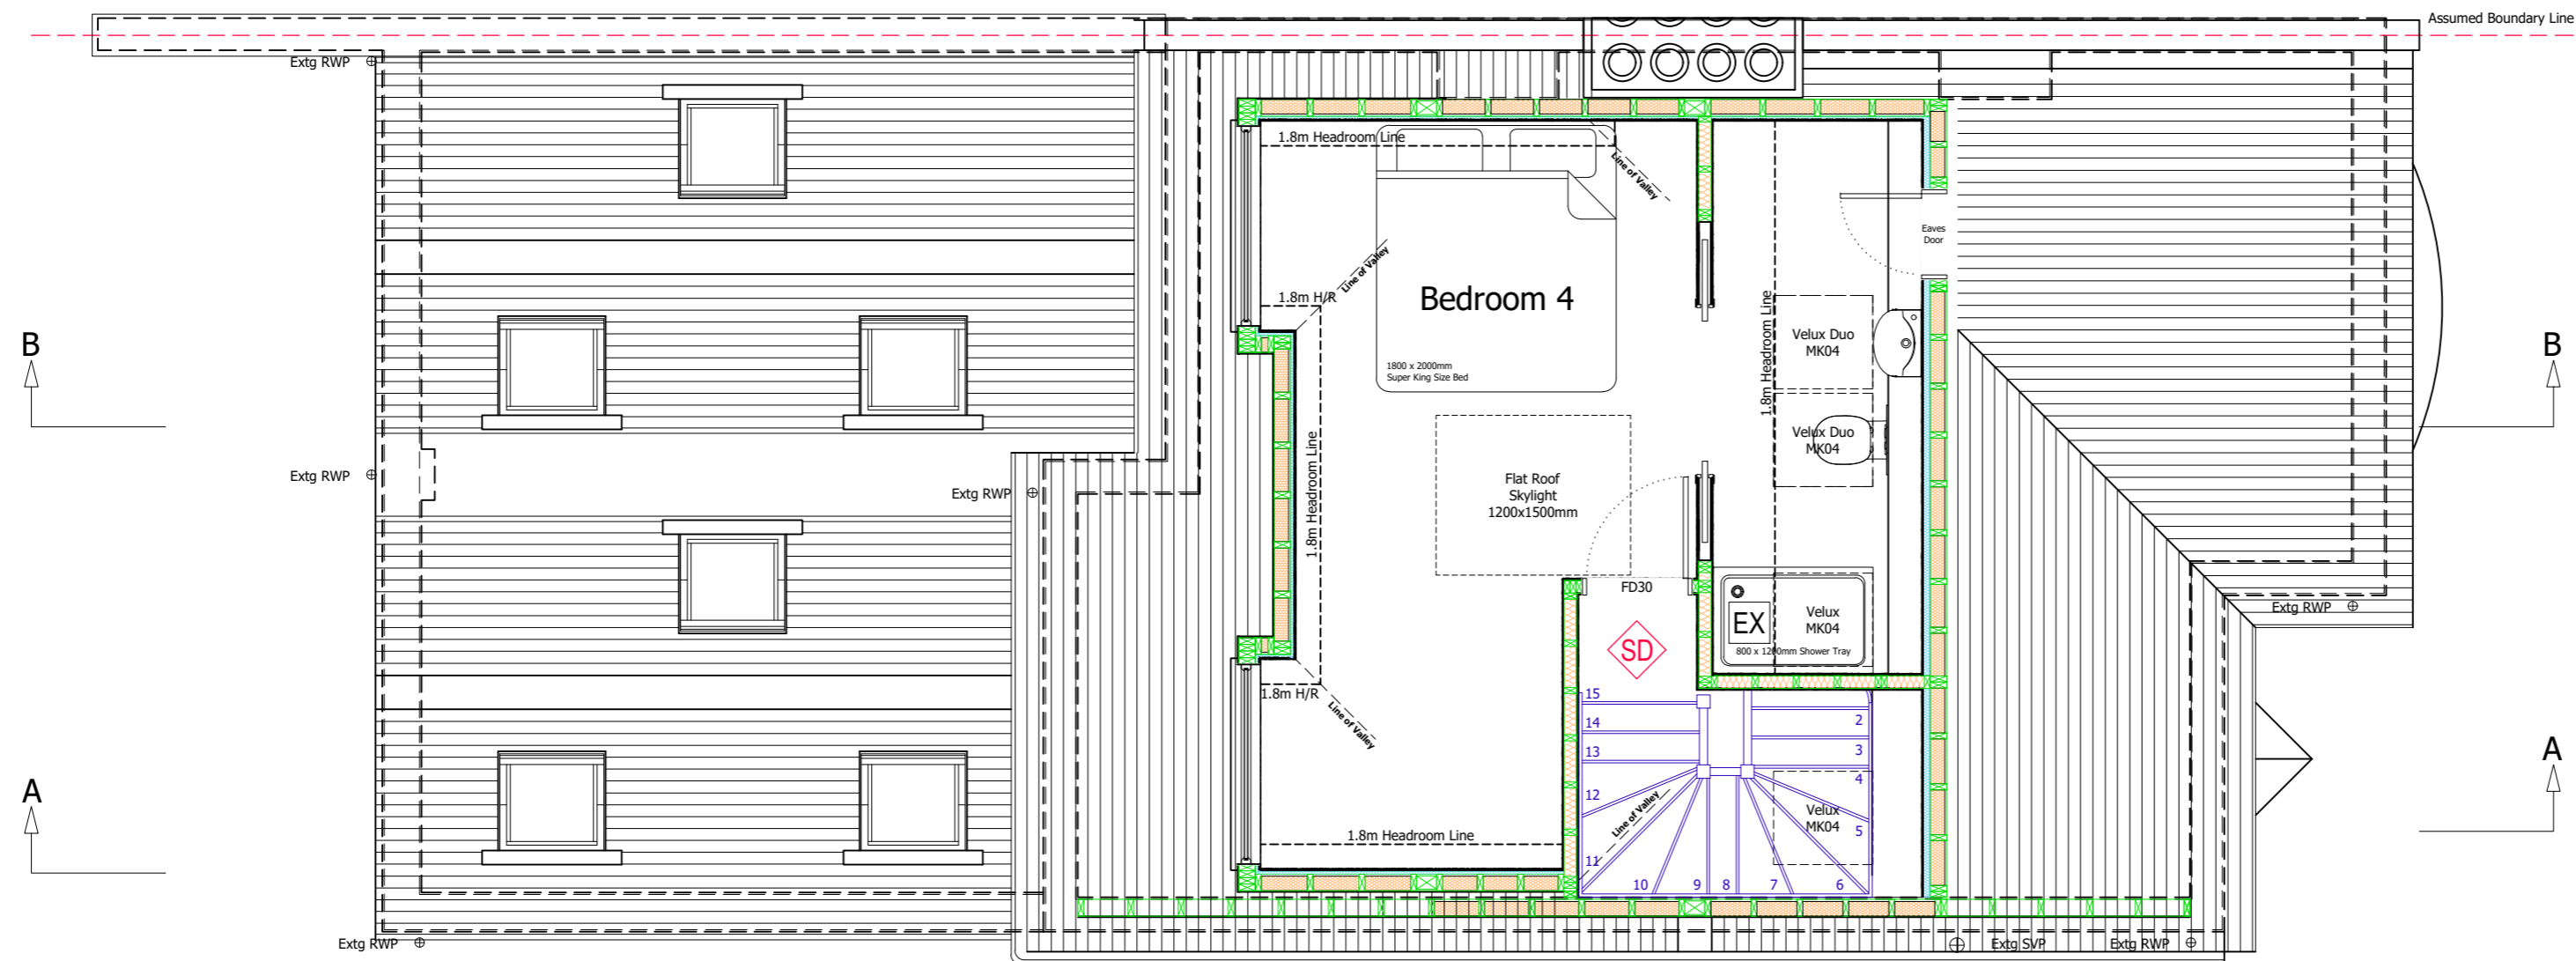 Assumed Boundary Line
Extg RWP
1.8m Headroom Line
Line of Valley
Eaves
Door
Line of Valley
1.8m H/R
Bedroom 4
1.8m Headroom Line
Velux Duo
MK04
B
B
1800 x 2000mm
Super King Size Bed
Velux Duo
MK04
Extg RWP
Extg RWP
1.8m Headroom Line
Flat Roof
Skylight
1200x1500mm
FD30
Extg RWP
EX
Velux
MK04
SD
800 x 1200mm Shower Tray
1.8m H/R
Line of Valley
15
14
13
12
11
10
9
8
7
6
5
4
3
2
A
A
Velux
MK04
Line of Valley
1.8m Headroom Line
Extg RWP
Extg SVP
Extg RWP